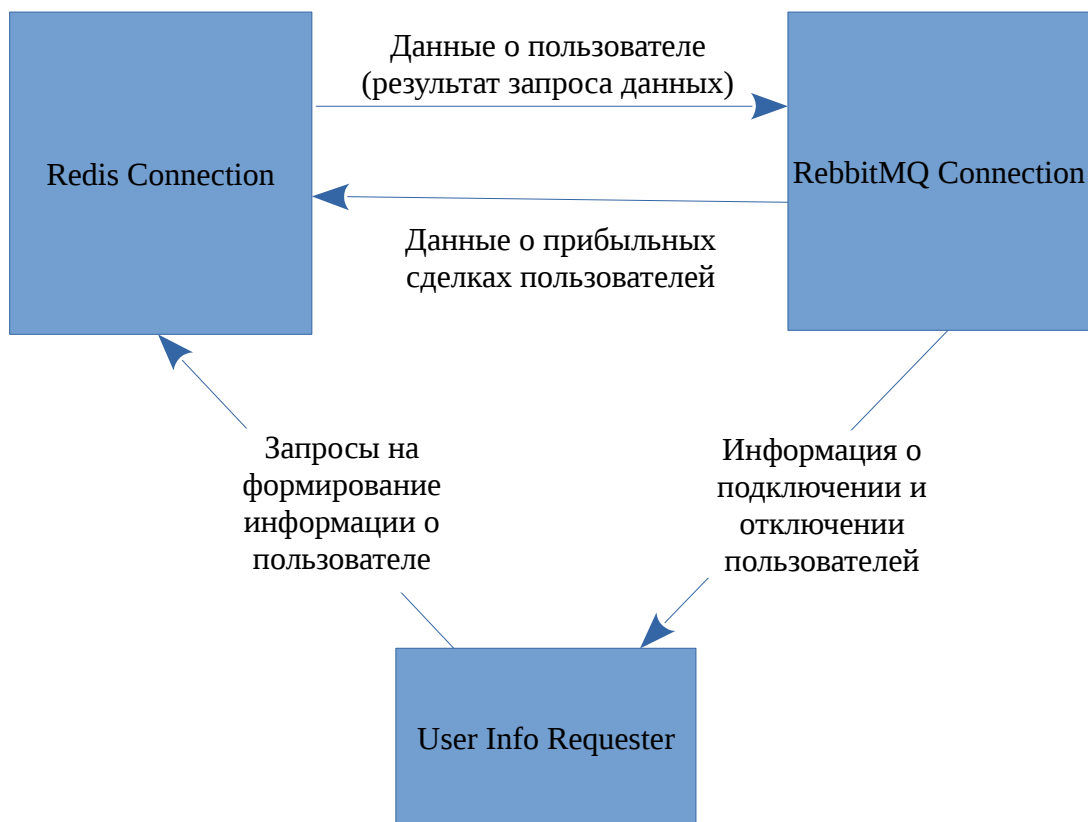 Данные о пользователе
(результат запроса данных)
Redis Connection
RebbitMQ Connection
Данные о прибыльных
сделках пользователей
Запросы на
формирование
информации о
пользователе
Информация о
подключении и
отключении
пользователей
User Info Requester